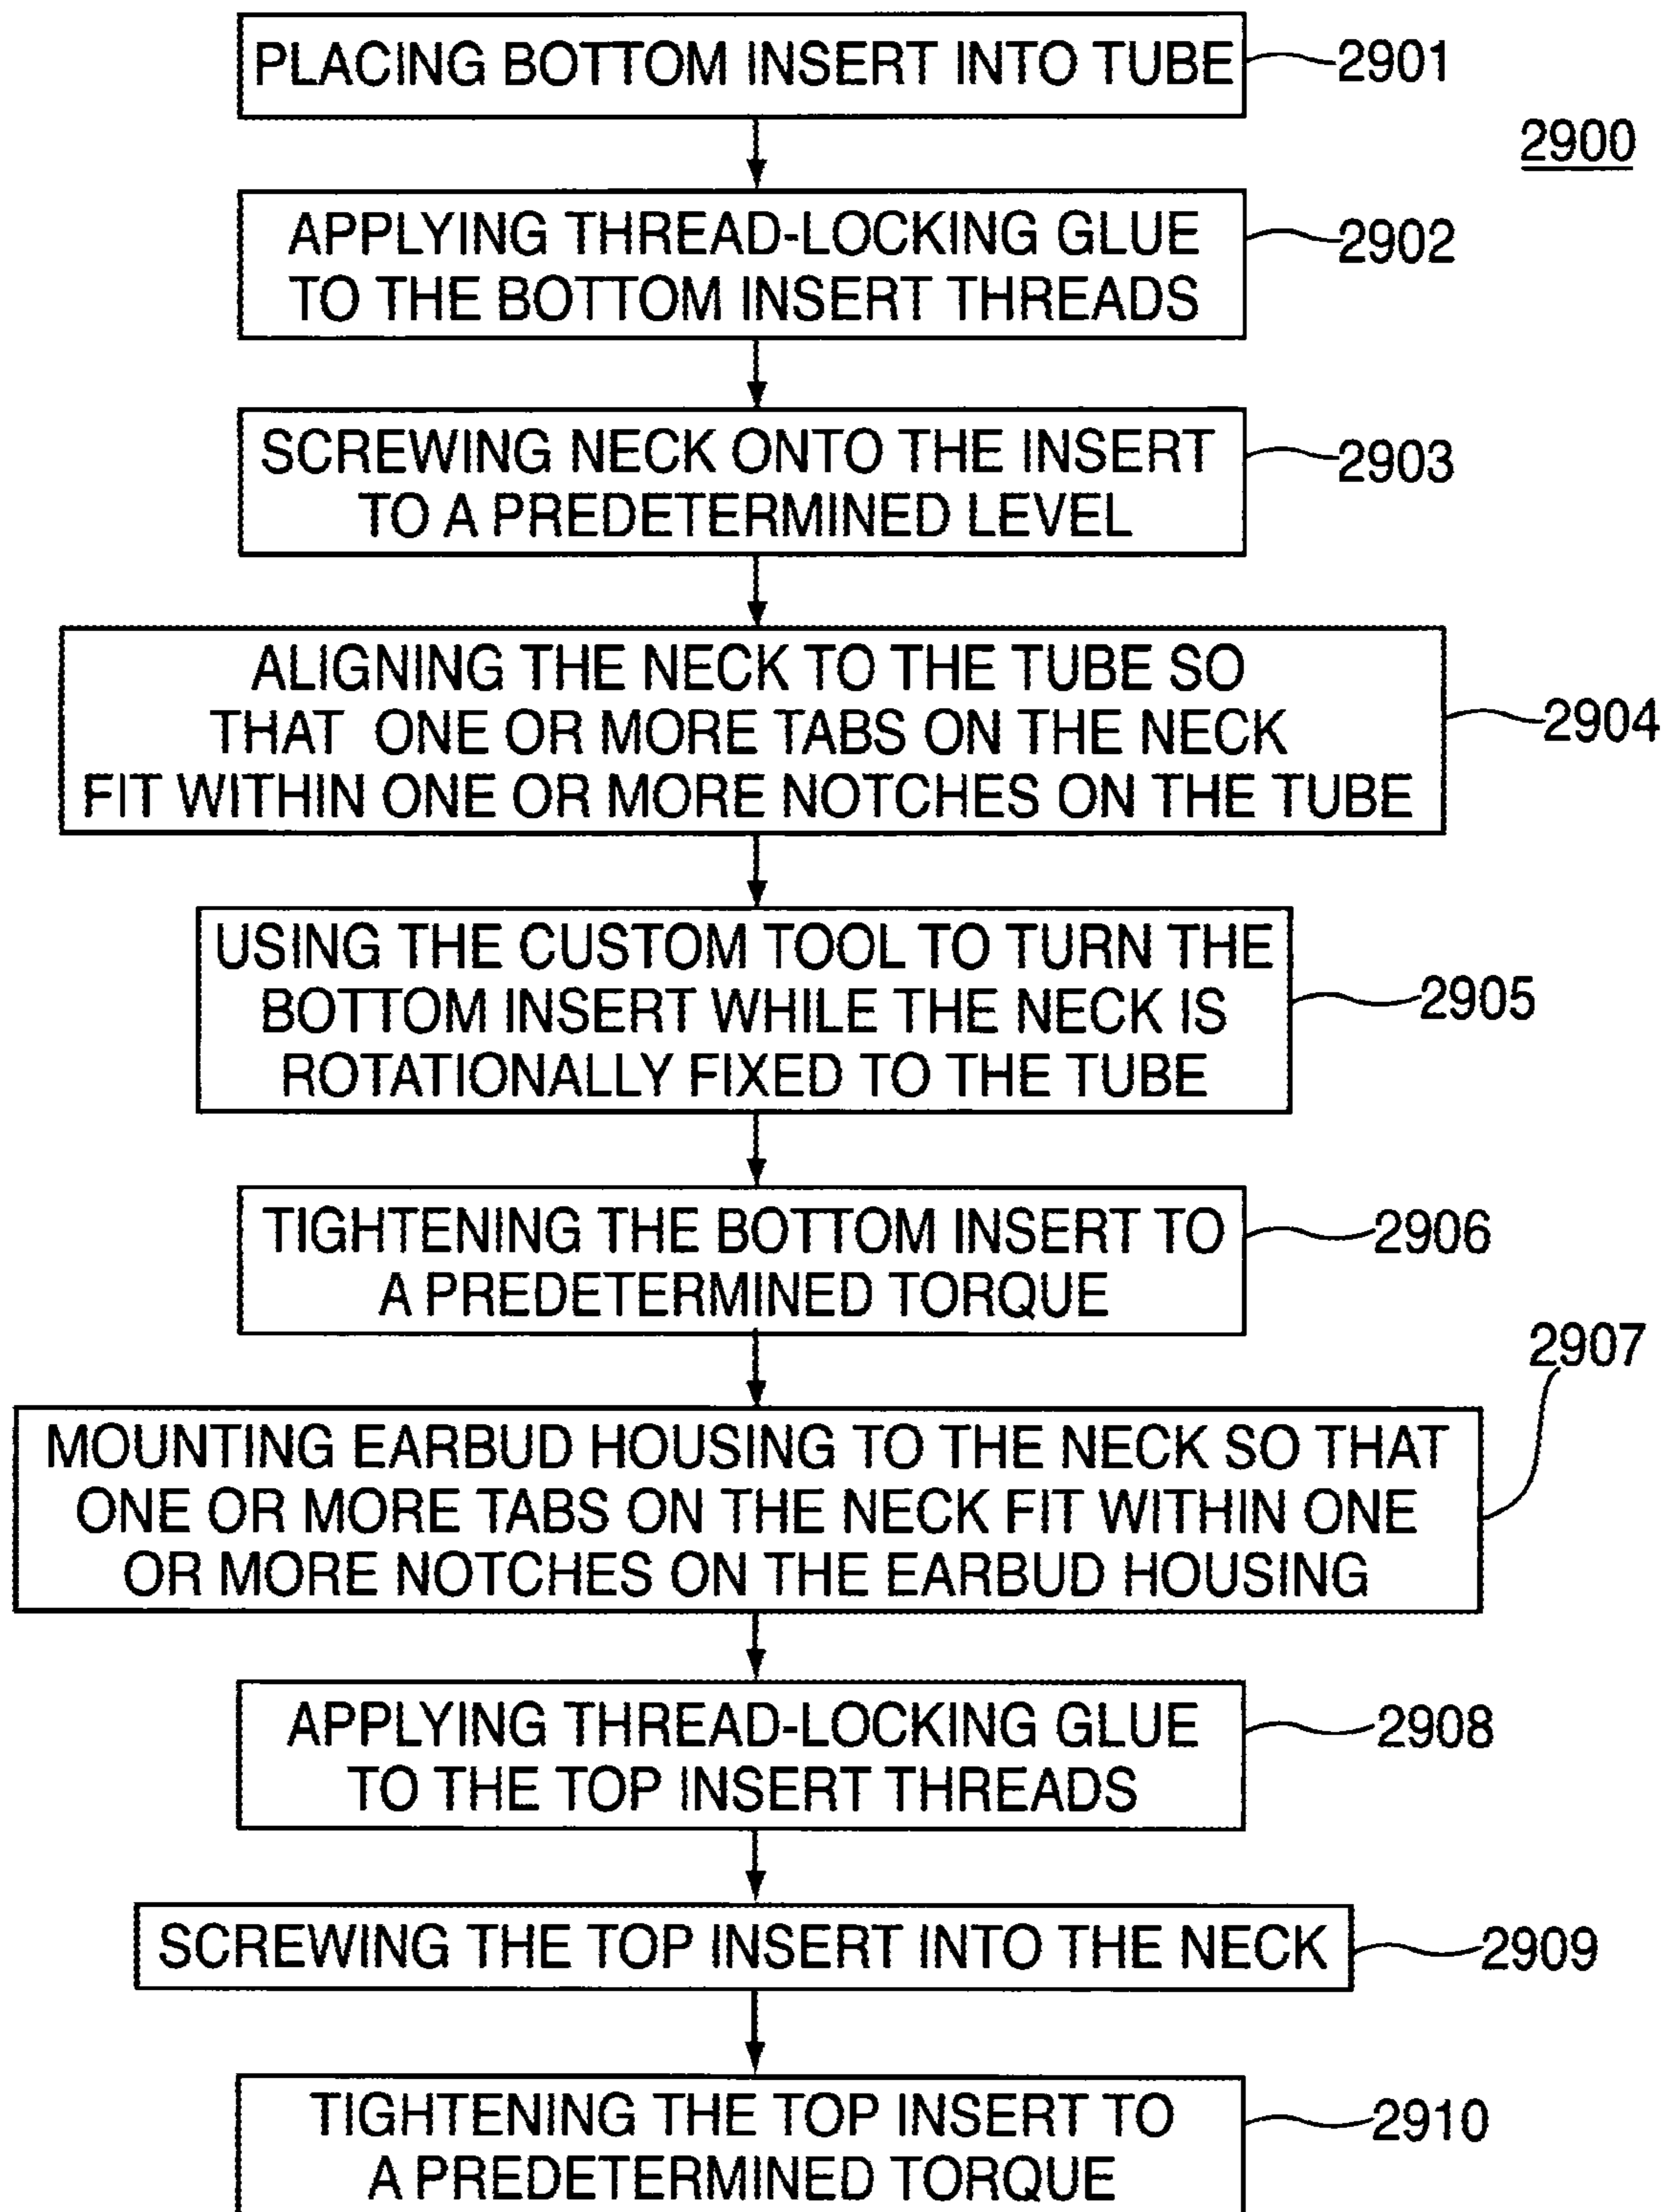 PLACING BOTTOM INSERT INTO TUBE
2901
2900
APPLYING THREAD-LOCKING GLUE
TO THE BOTTOM INSERT THREADS
2902
SCREWING NECK ONTO THE INSERT
TO A PREDETERMINED LEVEL
2903
ALIGNING THE NECK TO THE TUBE SO
THAT ONE OR MORE TABS ON THE NECK
FIT WITHIN ONE OR MORE NOTCHES ON THE TUBE
2904
USING THE CUSTOM TOOL TO TURN THE
BOTTOM INSERT WHILE THE NECK IS
ROTATIONALLY FIXED TO THE TUBE
2905
TIGHTENING THE BOTTOM INSERT TO
A PREDETERMINED TORQUE
2906
2907
MOUNTING EARBUD HOUSING TO THE NECK SO THAT
ONE OR MORE TABS ON THE NECK FIT WITHIN ONE
OR MORE NOTCHES ON THE EARBUD HOUSING
APPLYING THREAD-LOCKING GLUE
TO THE TOP INSERT THREADS
2908
SCREWING THE TOP INSERT INTO THE NECK
2909
TIGHTENING THE TOP INSERT TO
A PREDETERMINED TORQUE
2910